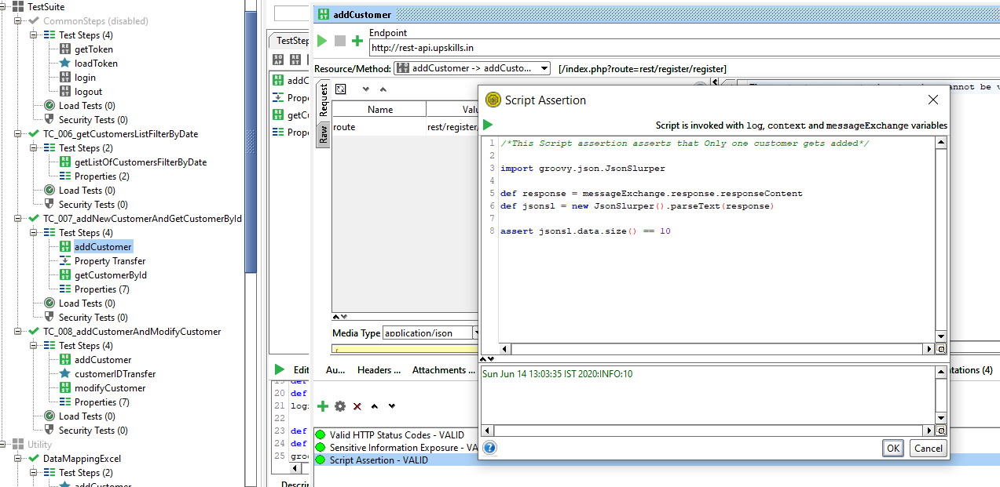 TestSuite
CommonSteps (disabled)
Test Steps (4)
getToken
loadToken
login
logout
Load Tests (0)
Security Tests (0)
TC_006_getCustomersListFilterByDate
Test Steps (2)
getListOfCustomersFilterByDate
Properties (2)
Load Tests (0)
Security Tests (0)
TC_007_addNewCustomerAndGetCustomerById
Test Steps (4)
addCustomer
Property Transfer
getCustomerById
Properties (7)
Load Tests (0)
Security Tests (0)
TC_008_addCustomerAndModifyCustomer
Test Steps (4)
addCustomer
customerIDTransfer
modifyCustomer
Properties (7)
Load Tests (0)
Security Tests (0)
Utility
DataMappingExcel
Test Steps (2)
addCustomer
TestStep
addC
Prope
getCu
Prope
Edit
19 def
20 def
21 log
22
23 def
24 def
25 groo
Descrip
addCustomer
Endpoint
http://rest-api.upskills.in
Resource/Method: addCustomer -> addCusto... [/index.php?route=rest/register/register]
Request
Raw
Name Valu
route rest/register,
Media Type application/json
Au... Headers ... Attachments ... tations (4)
Valid HTTP Status Codes - VALID
Sensitive Information Exposure - VA
Script Assertion - VALID
Script Assertion
Script is invoked with log, context and messageExchange variables
1 /*This Script assertion asserts that Only one customer gets added*/
2
3 import groovy.json.JsonSlurper
4
5 def response = messageExchange.response.responseContent
6 def jsonsl = new JsonSlurper().parseText(response)
7
8 assert jsonsl.data.size() == 10
Sun Jun 14 13:03:35 IST 2020:INFO:10
OK Cancel